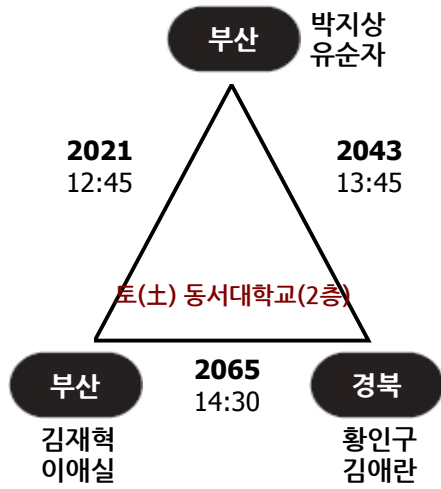 부산
박지상
유순자
2021
12:45
2043
13:45
토(土) 동서대학교(2층)
2065
14:30
부산
김재혁
이애실
경북
황인구
김애란